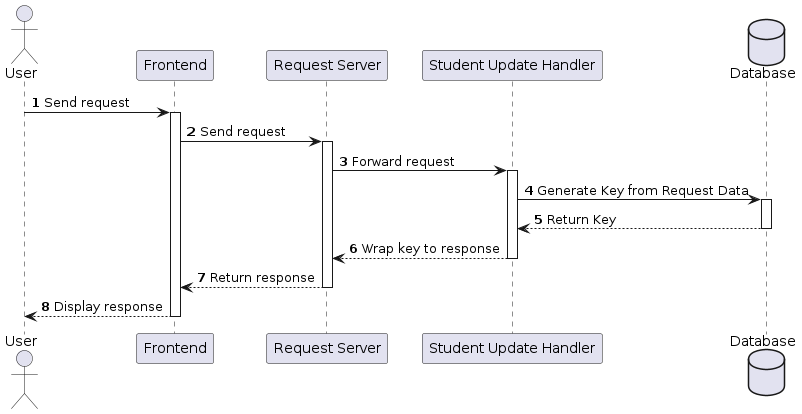 User
Frontend
Request Server
Student Update Handler
Database
1 Send request
2 Send request
3 Forward request
4 Generate Key from Request Data
5 Return Key
6 Wrap key to response
7 Return response
8 Display response
User
Frontend
Request Server
Student Update Handler
Database